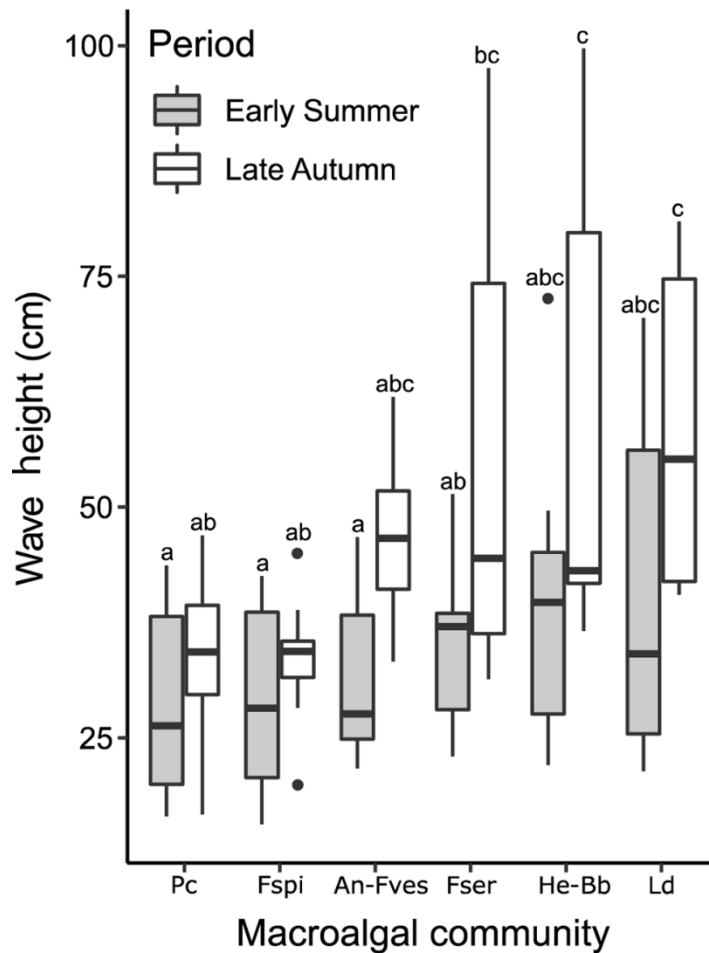 100
75
50
25
Wave height (cm)
Period
Early Summer
Late Autumn
a
ab
a
ab
a
abc
ab
bc
abc
c
abc
c
Pc Fspi An-Fves Fser He-Bb Ld
Macroalgal community